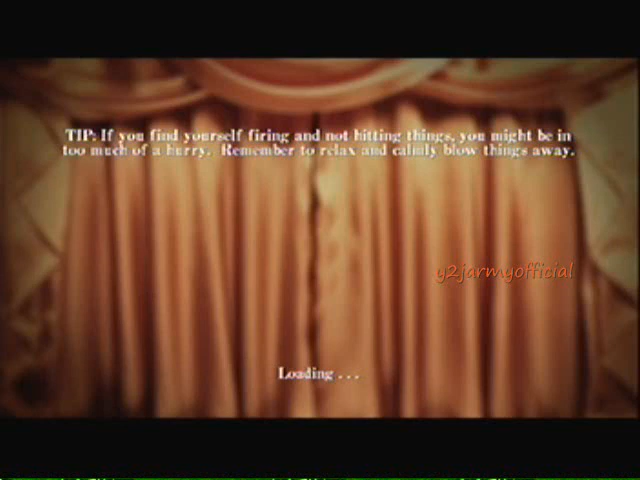 TIP: If you find yourself firing and not hitting things, you might be in
too much of a hurry. Remember to relax and calmly blow things away.
y2jarmyofficial
Loading . . .